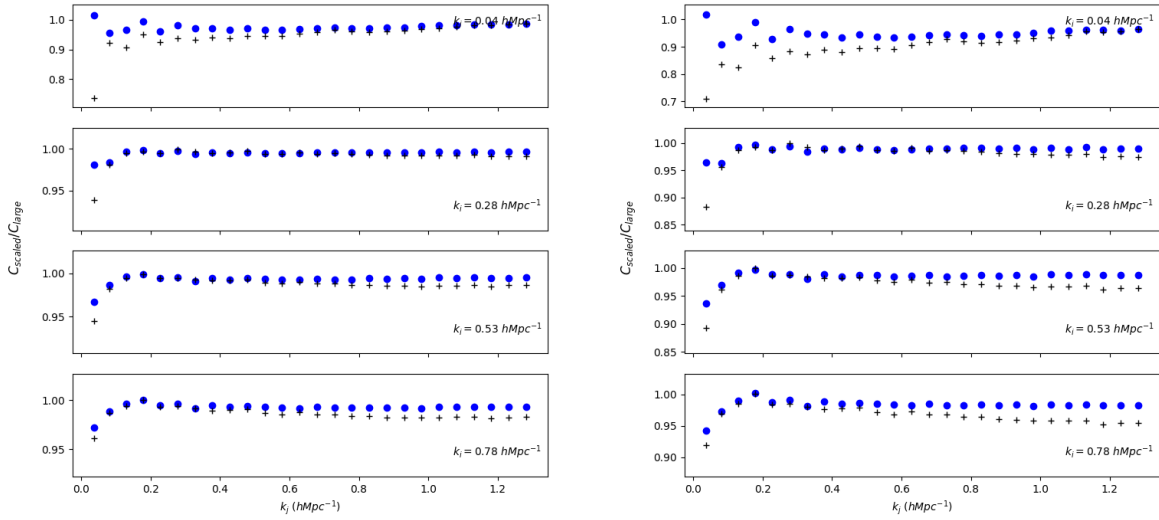 C_scaled/C_large
1.0
0.9
0.8
k_i = 0.04 hMpc^{-1}
1.00
0.95
k_i = 0.28 hMpc^{-1}
1.00
0.95
k_i = 0.53 hMpc^{-1}
1.00
0.95
k_i = 0.78 hMpc^{-1}
0.0 0.2 0.4 0.6 0.8 1.0 1.2
k_j (hMpc^{-1})
C_scaled/C_large
1.0
0.9
0.8
0.7
k_i = 0.04 hMpc^{-1}
1.00
0.95
0.90
0.85
k_i = 0.28 hMpc^{-1}
1.00
0.95
0.90
0.85
k_i = 0.53 hMpc^{-1}
1.00
0.95
0.90
k_i = 0.78 hMpc^{-1}
0.0 0.2 0.4 0.6 0.8 1.0 1.2
k_j (hMpc^{-1})